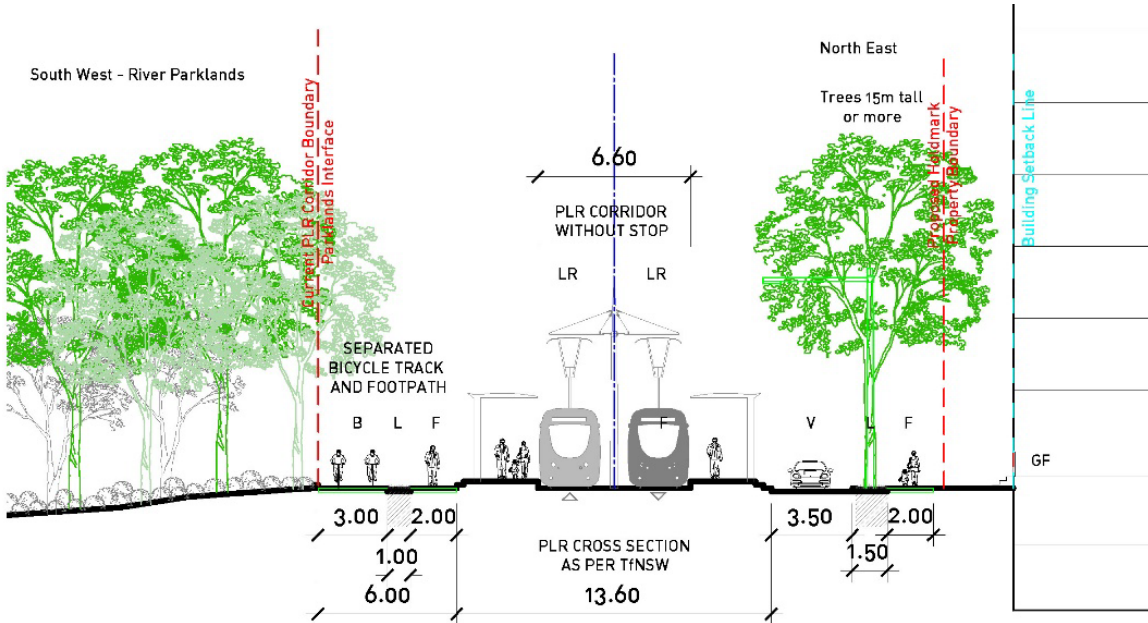 South West - River Parklands
North East
Trees 15m tall
or more
Current PLR Corridor Boundary
Parklands Interface
Proposed Holdmark
Property Boundary
Building Setback Line
6.60
PLR CORRIDOR
WITHOUT STOP
LR
LR
SEPARATED
BICYCLE TRACK
AND FOOTPATH
B
L
F
F
V
L
F
GF
L
3.00
2.00
3.50
2.00
1.00
1.50
PLR CROSS SECTION
AS PER TfNSW
6.00
13.60